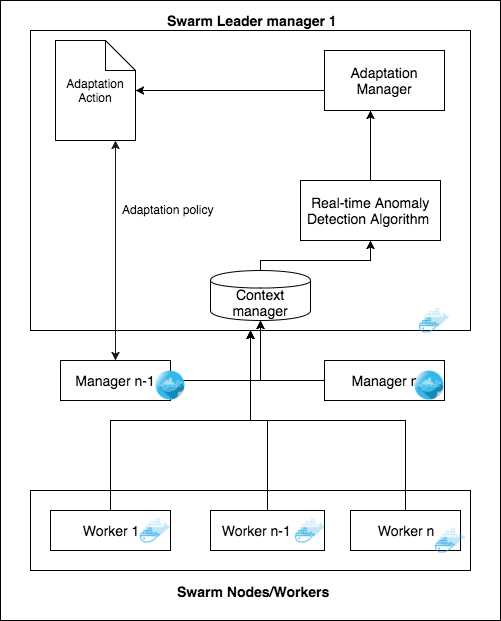 Swarm Leader manager 1
Adaptation
Action
Adaptation
Manager
Adaptation policy
Real-time Anomaly
Detection Algorithm
Context
manager
Manager n-1
Manager n
Worker 1
Worker n-1
Worker n
Swarm Nodes/Workers